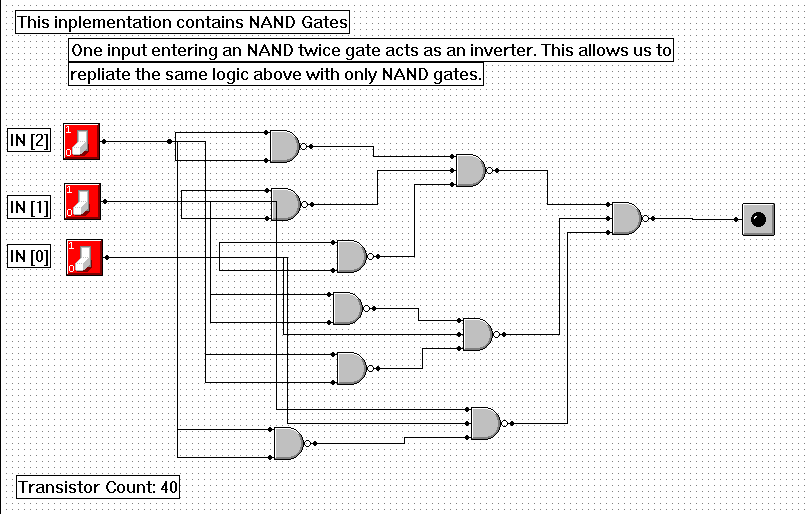 This inplementation contains NAND Gates
One input entering an NAND twice gate acts as an inverter. This allows us to
repliate the same logic above with only NAND gates.
IN [2]
1
0
IN [1]
1
0
IN [0]
1
0
Transistor Count: 40